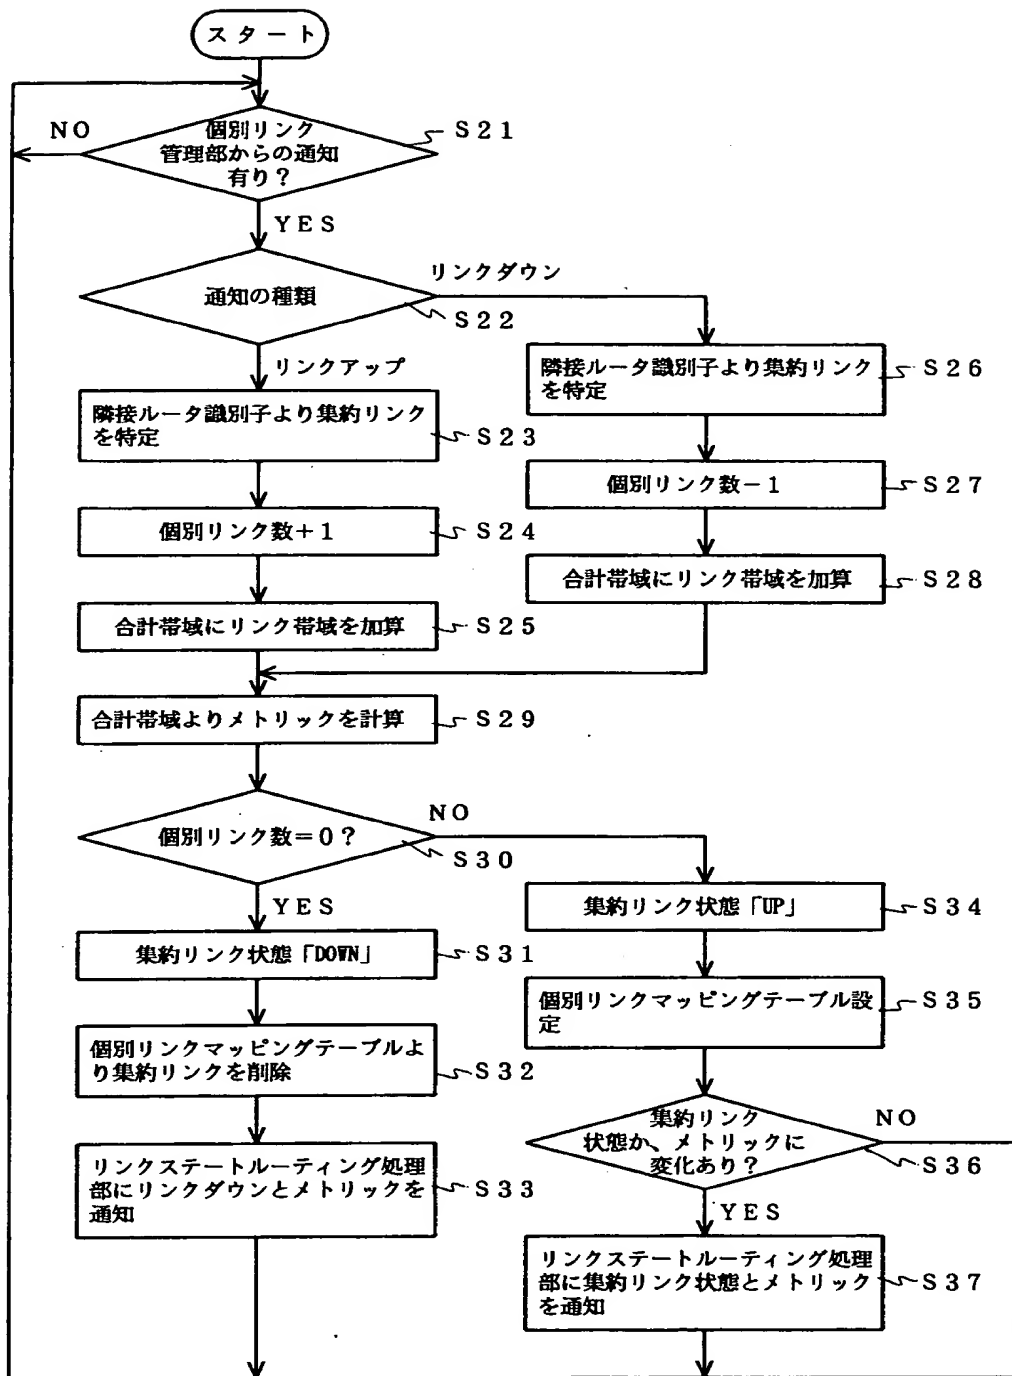 スタート
NO
個別リンク
管理部からの通知
有り?
S21
YES
通知の種類
リンクダウン
S22
リンクアップ
隣接ルータ識別子より集約リンク
を特定
S23
隣接ルータ識別子より集約リンク
を特定
S26
個別リンク数+1
S24
個別リンク数-1
S27
合計帯域にリンク帯域を加算
S25
合計帯域にリンク帯域を加算
S28
合計帯域よりメトリックを計算
S29
個別リンク数=0?
NO
S30
YES
集約リンク状態「DOWN」
S31
集約リンク状態「UP」
S34
個別リンクマッピングテーブルよ
り集約リンクを削除
S32
個別リンクマッピングテーブル設
定
S35
リンクステートルーティング処理
部にリンクダウンとメトリックを
通知
S33
集約リンク
状態か、メトリックに
変化あり?
NO
S36
YES
リンクステートルーティング処理
部に集約リンク状態とメトリック
を通知
S37